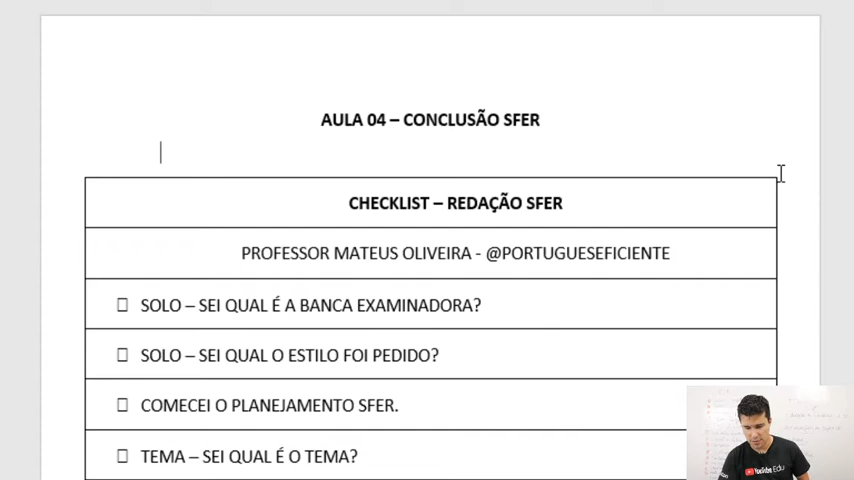 AULA 04 – CONCLUSÃO SFER
CHECKLIST – REDAÇÃO SFER
PROFESSOR MATEUS OLIVEIRA - @PORTUGUESEFICIENTE
SOLO – SEI QUAL É A BANCA EXAMINADORA?
SOLO – SEI QUAL O ESTILO FOI PEDIDO?
COMECEI O PLANEJAMENTO SFER.
TEMA – SEI QUAL É O TEMA?
YouTube Edu